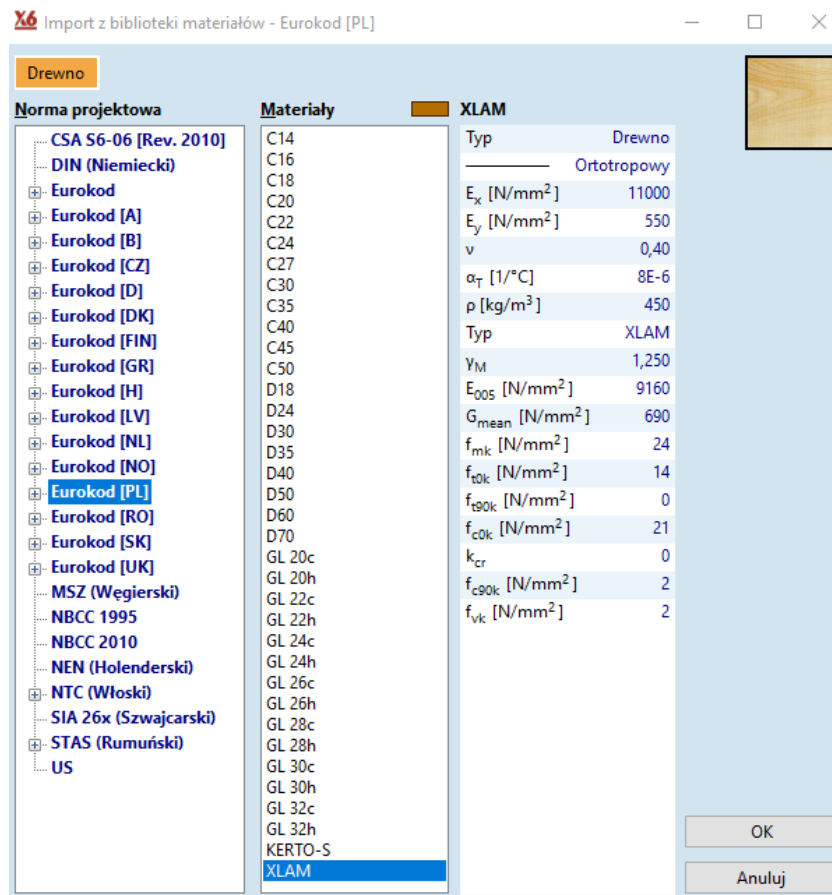 X6 Import z biblioteki materiałów - Eurokod [PL]
Drewno
Norma projektowa
CSA S6-06 [Rev. 2010]
DIN (Niemiecki)
Eurokod
Eurokod [A]
Eurokod [B]
Eurokod [CZ]
Eurokod [D]
Eurokod [DK]
Eurokod [FIN]
Eurokod [GR]
Eurokod [H]
Eurokod [LV]
Eurokod [NL]
Eurokod [NO]
Eurokod [PL]
Eurokod [RO]
Eurokod [SK]
Eurokod [UK]
MSZ (Węgierski)
NBCC 1995
NBCC 2010
NEN (Holenderski)
NTC (Włoski)
SIA 26x (Szwajcarski)
STAS (Rumuński)
US
Materiały
C14
C16
C18
C20
C22
C24
C27
C30
C35
C40
C45
C50
D18
D24
D30
D35
D40
D50
D60
D70
GL 20c
GL 20h
GL 22c
GL 22h
GL 24c
GL 24h
GL 26c
GL 26h
GL 28c
GL 28h
GL 30c
GL 30h
GL 32c
GL 32h
KERTO-S
XLAM
XLAM
Typ Drewno
Ortotropowy
Ex [N/mm²] 11000
Ey [N/mm²] 550
ν 0,40
αT [1/°C] 8E-6
ρ [kg/m³] 450
Typ XLAM
γM 1,250
E005 [N/mm²] 9160
Gmean [N/mm²] 690
fmk [N/mm²] 24
ft0k [N/mm²] 14
ft90k [N/mm²] 0
fc0k [N/mm²] 21
kcr 0
fc90k [N/mm²] 2
fvk [N/mm²] 2
OK
Anuluj